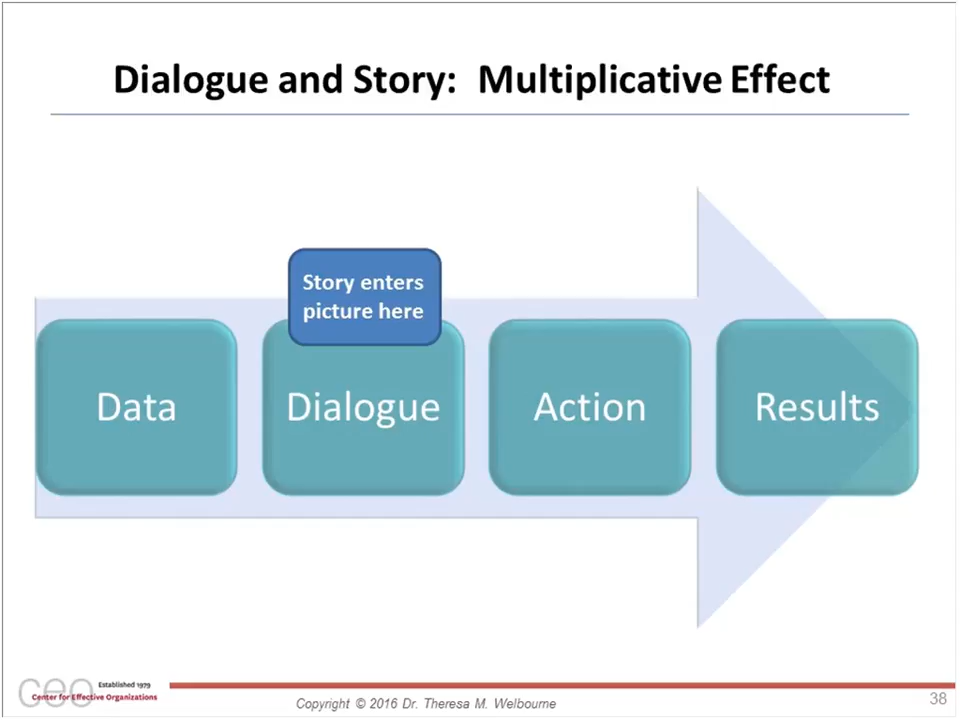 Dialogue and Story: Multiplicative Effect
Story enters
picture here
Data
Dialogue
Action
Results
ceo
Established 1979
Center for Effective Organizations
Copyright © 2016 Dr. Theresa M. Welbourne
38